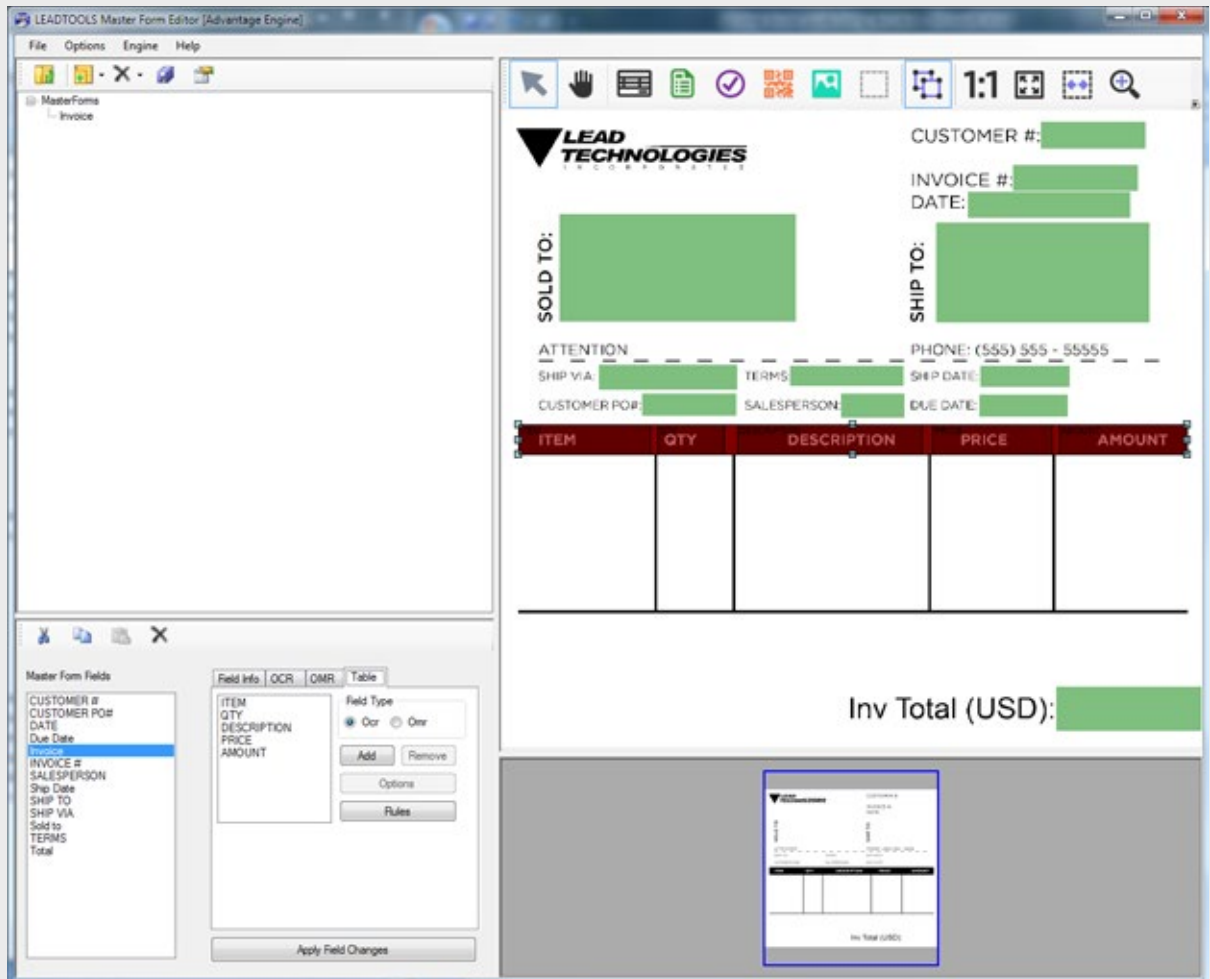 LEADTOOLS Master Form Editor [Advantage Engine]
File Options Engine Help
MasterForms
Invoice
1:1
LEAD
TECHNOLOGIES
INCORPORATED
CUSTOMER #:
INVOICE #:
DATE:
SOLD TO:
SHIP TO:
ATTENTION
PHONE: (555) 555 - 55555
SHIP VIA:
TERMS:
SHIP DATE:
CUSTOMER PO#:
SALESPERSON:
DUE DATE:
ITEM QTY DESCRIPTION PRICE AMOUNT
Inv Total (USD):
Master Form Fields
CUSTOMER #
CUSTOMER PO#
DATE
Due Date
Invoice
INVOICE #
SALESPERSON
Ship Date
SHIP TO
SHIP VIA
Sold to
TERMS
Total
Field Info OCR OMR Table
ITEM
QTY
DESCRIPTION
PRICE
AMOUNT
Field Type
Ocr Omr
Add Remove
Options
Rules
Apply Field Changes
Inv Total (USD):